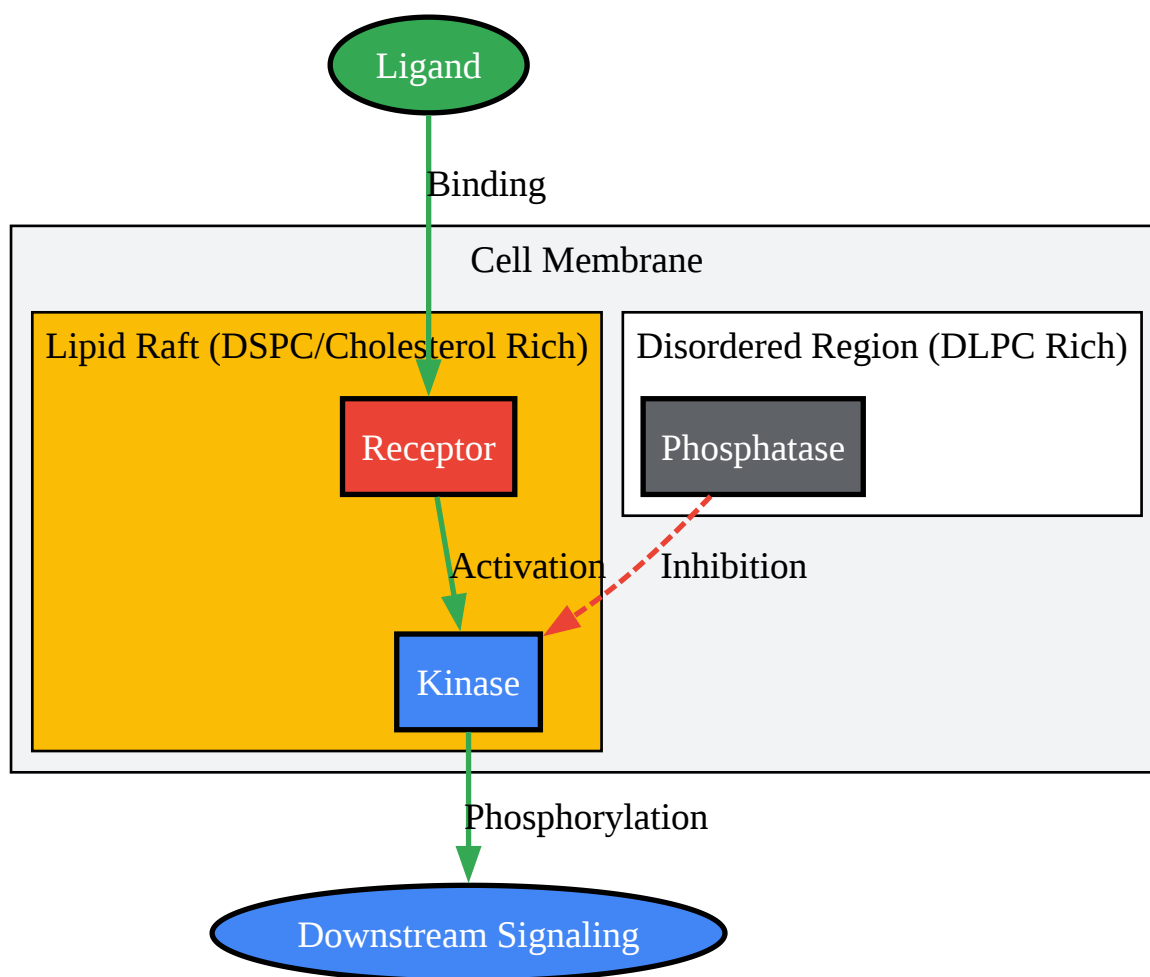 Ligand
Binding
Cell Membrane
Lipid Raft (DSPC/Cholesterol Rich)
Disordered Region (DLPC Rich)
Receptor
Phosphatase
Activation
Inhibition
Kinase
Phosphorylation
Downstream Signaling